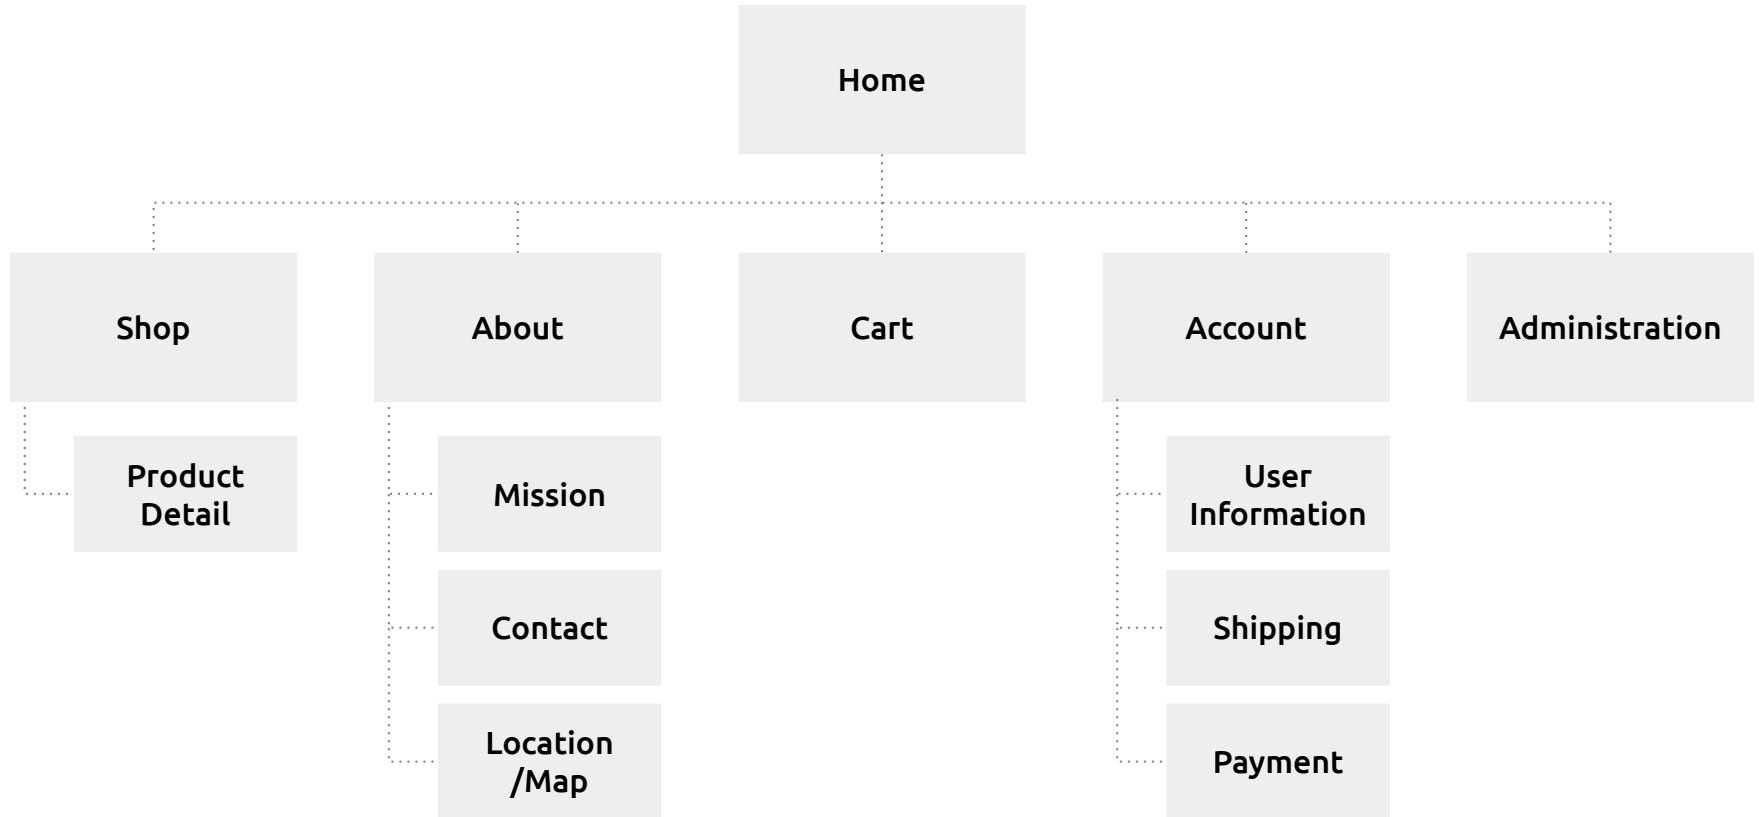 Home
Shop
About
Cart
Account
Administration
Product
Detail
Mission
Contact
Location
/Map
User
Information
Shipping
Payment